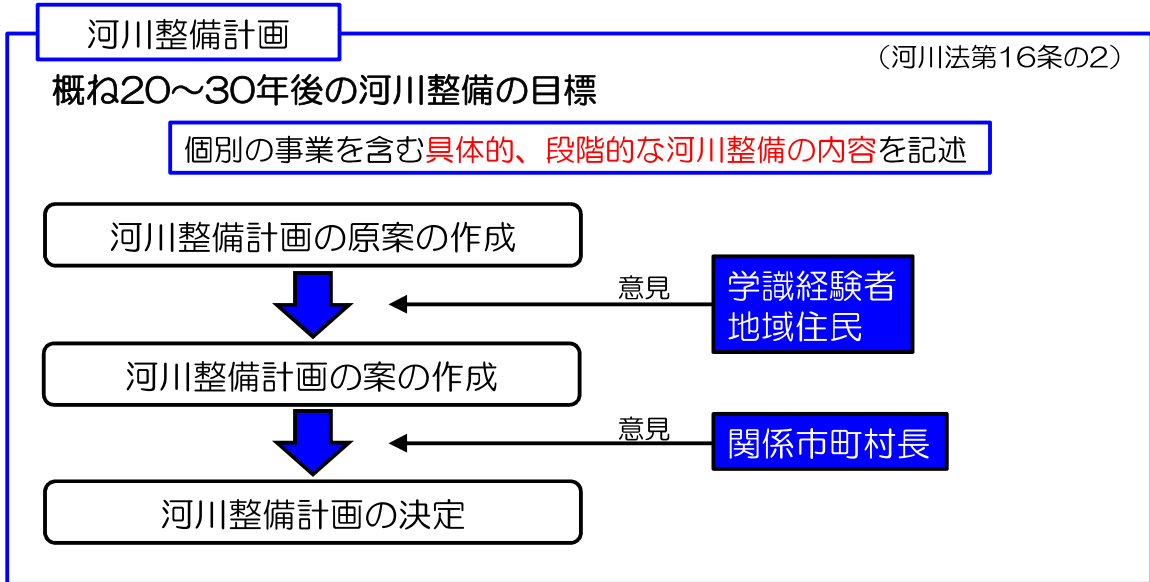 河川整備計画
（河川法第16条の2）
概ね20～30年後の河川整備の目標
個別の事業を含む具体的、段階的な河川整備の内容を記述
河川整備計画の原案の作成
意見
学識経験者
地域住民
河川整備計画の案の作成
意見
関係市町村長
河川整備計画の決定